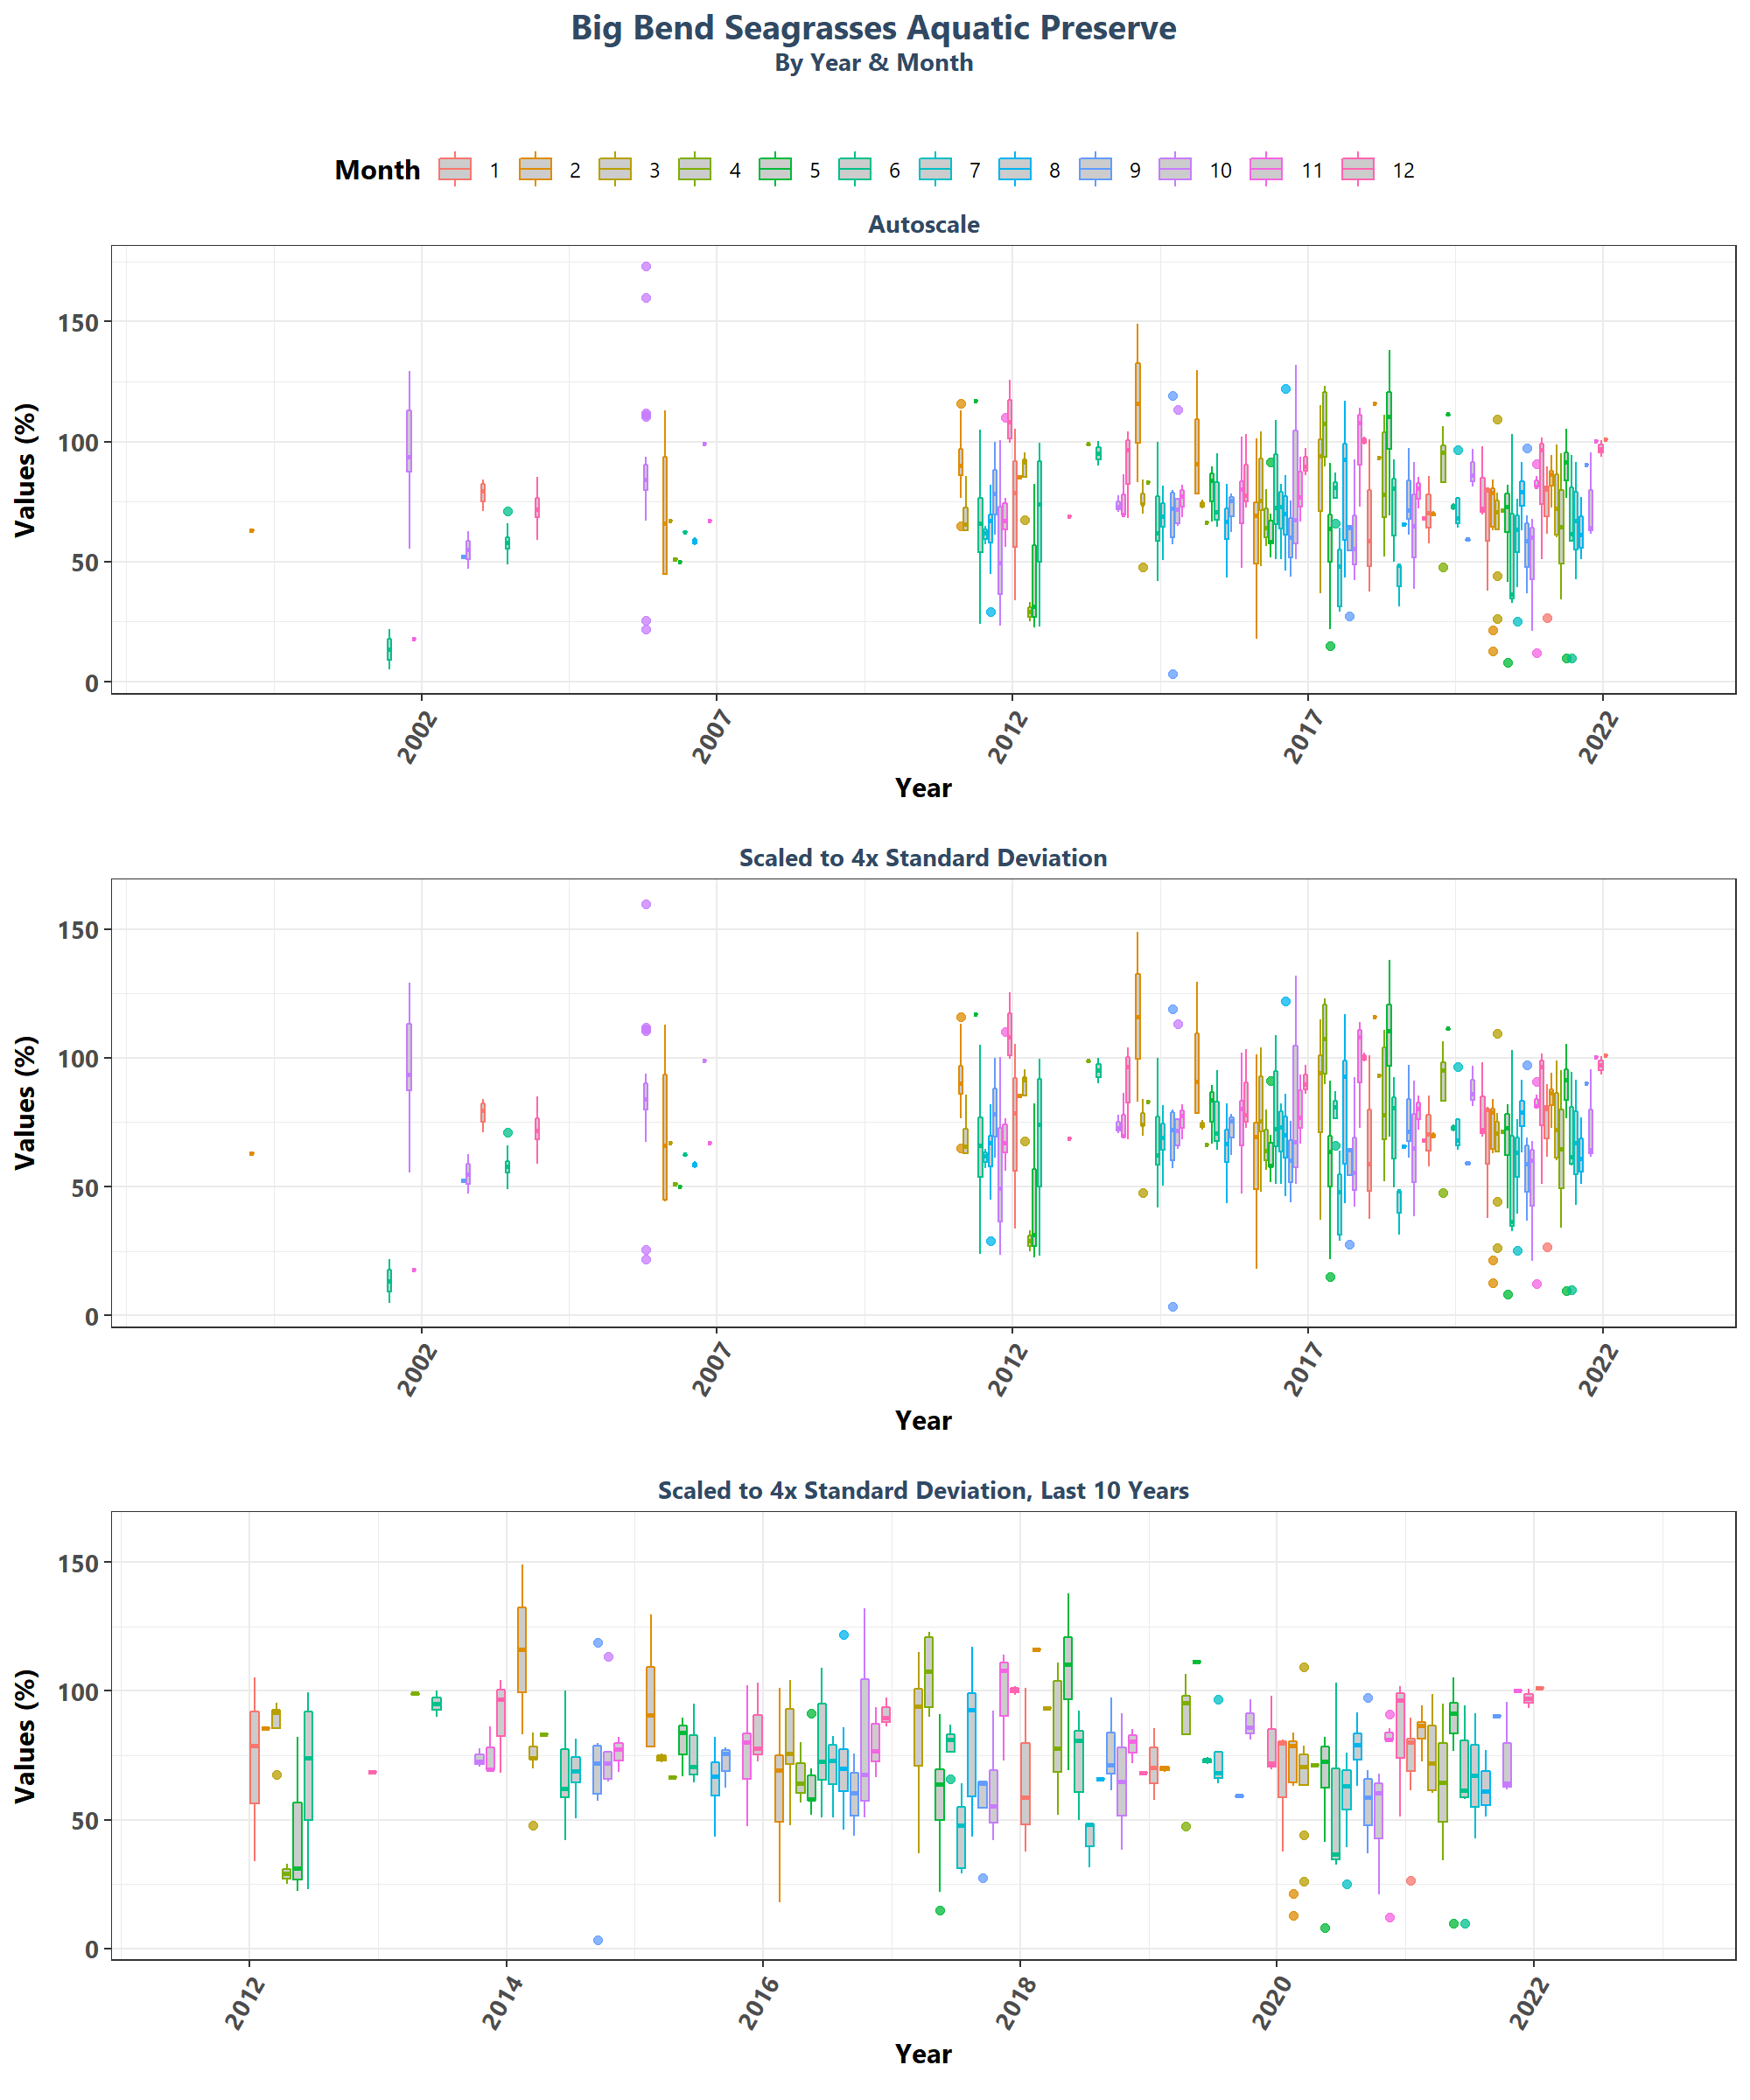 Big Bend Seagrasses Aquatic Preserve
By Year & Month
Month 1 2 3 4 5 6 7 8 9 10 11 12
Autoscale
Values (%)
150
100
50
0
2002 2007 2012 2017 2022
Year
Scaled to 4x Standard Deviation
Values (%)
150
100
50
0
2002 2007 2012 2017 2022
Year
Scaled to 4x Standard Deviation, Last 10 Years
Values (%)
150
100
50
0
2012 2014 2016 2018 2020 2022
Year